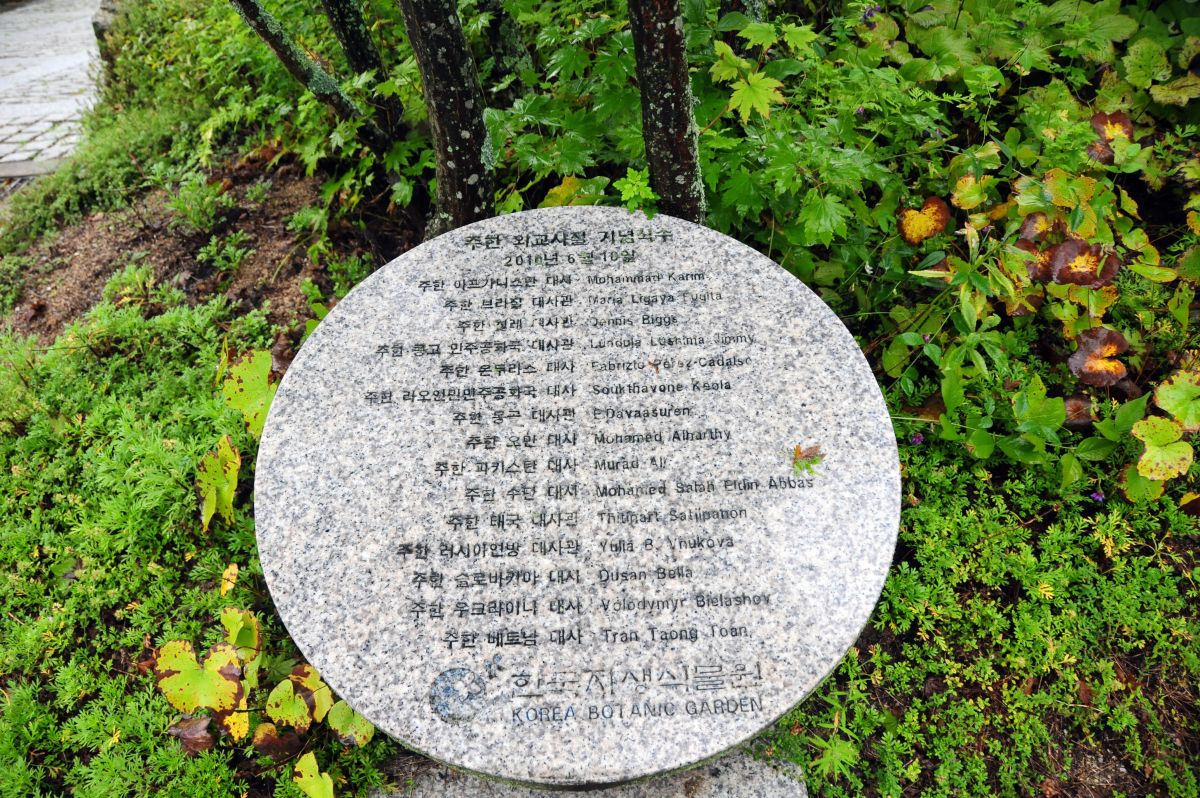 주한 외교사절 기념식수
2010년 6월 10일
주한 아프가니스탄 대사 Mohammad Karim
주한 브라질 대사관 Maria Ligaya Fugita
주한 칠레 대사관 Dennis Biggs
주한 콩고 민주공화국 대사관 Lundula Lushima Jimmy
주한 온두라스 대사 Fabrizio Perez-Cadalso
주한 라오인민민주공화국 대사 Soukthavone Keola
주한 몽골 대사관 P.Davaasuren
주한 오만 대사 Mohamed Alharthy
주한 파키스탄 대사 Murad Ali
주한 수단 대사 Mohamed Salah Eldin Abbas
주한 태국 대사관 Thitinart
주한 러시아연방 대사관 Yulia B. Vnukova
주한 슬로바키아 대사 Dusan Bella
주한 우크라이나 대사 Volodymyr Bielashov
주한 베트남 대사 Tran Taong Toan
한국자생식물원
KOREA BOTANIC GARDEN